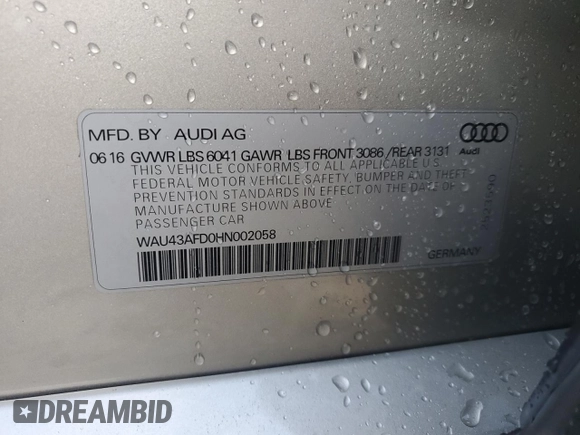 MFD. BY AUDI AG
06 16 GVWR LBS 6041 GAWR LBS FRONT 3086 / REAR 3131
Audi
THIS VEHICLE CONFORMS TO ALL APPLICABLE U.S.
FEDERAL MOTOR VEHICLE SAFETY, BUMPER AND THEFT
PREVENTION STANDARDS IN EFFECT ON THE DATE OF
MANUFACTURE SHOWN ABOVE
PASSENGER CAR
WAU43AFD0HN002058
GERMANY
DREAMBID